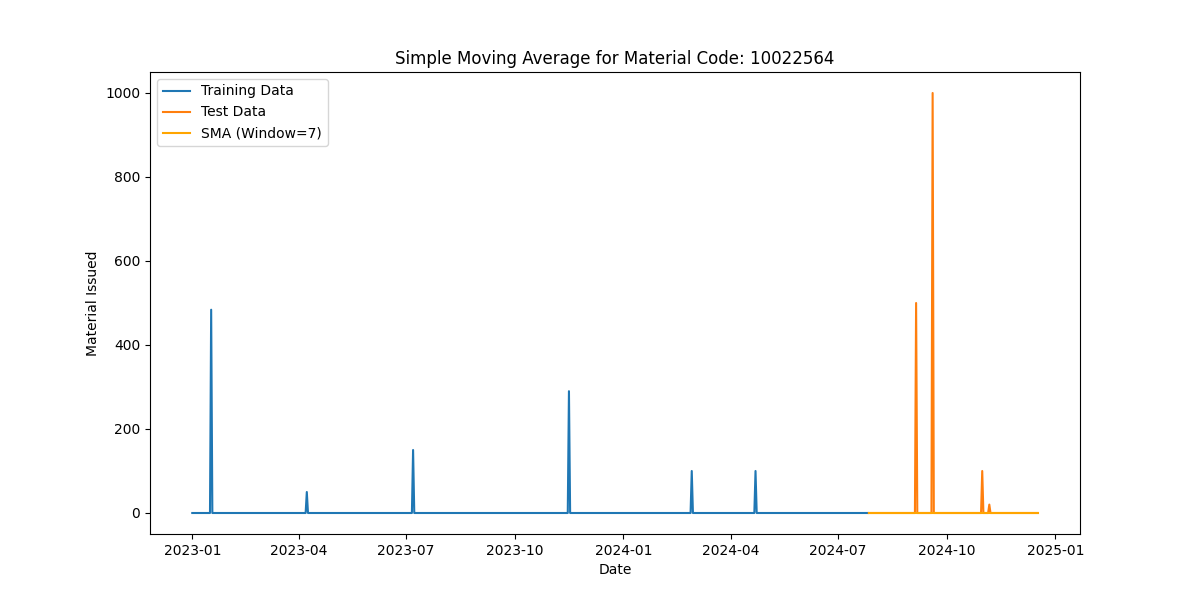 Simple Moving Average for Material Code: 10022564
Training Data
Test Data
SMA (Window=7)
1000
800
600
400
200
0
Material Issued
2023-01 2023-04 2023-07 2023-10 2024-01 2024-04 2024-07 2024-10 2025-01
Date